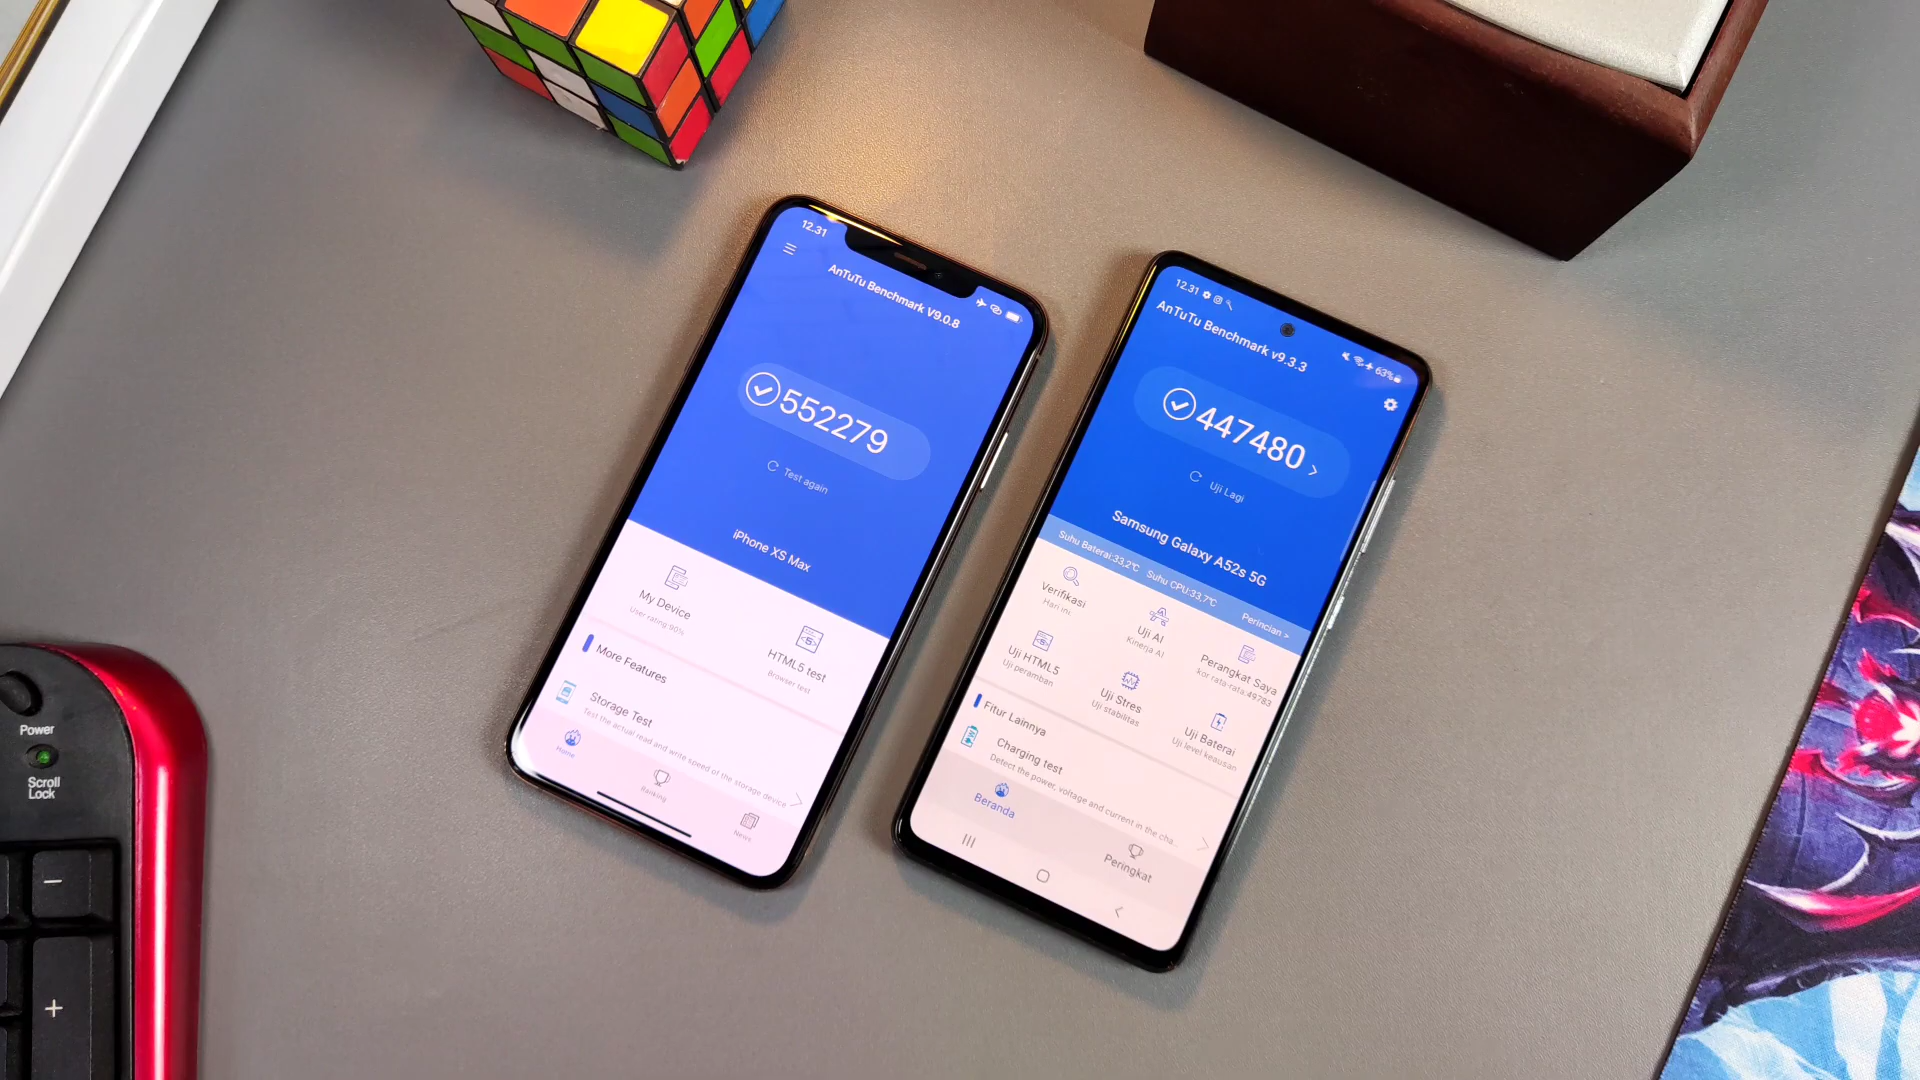 12.31
AnTuTu Benchmark V9.0.8
552279
Test again
iPhone XS Max
My Device
User rating 90%
HTML5 test
Browser test
More Features
Storage Test
Test the actual read and write speed of the storage device
Home
Ranking
News
12.31
63%
AnTuTu Benchmark v9.3.3
447480
Uji Lagi
Samsung Galaxy A52s 5G
Suhu Baterai:33,2℃ Suhu CPU:33,7℃ Perincian >
Verifikasi
Hari ini
Uji AI
Kinerja AI
Perangkat Saya
kor rata-rata:49783
Uji HTML5
Uji peramban
Uji Stres
Uji stabilitas
Uji Baterai
Uji level keausan
Fitur Lainnya
Charging test
Detect the power, voltage and current in the cha...
Beranda
Peringkat
Power
Scroll
Lock
−
+